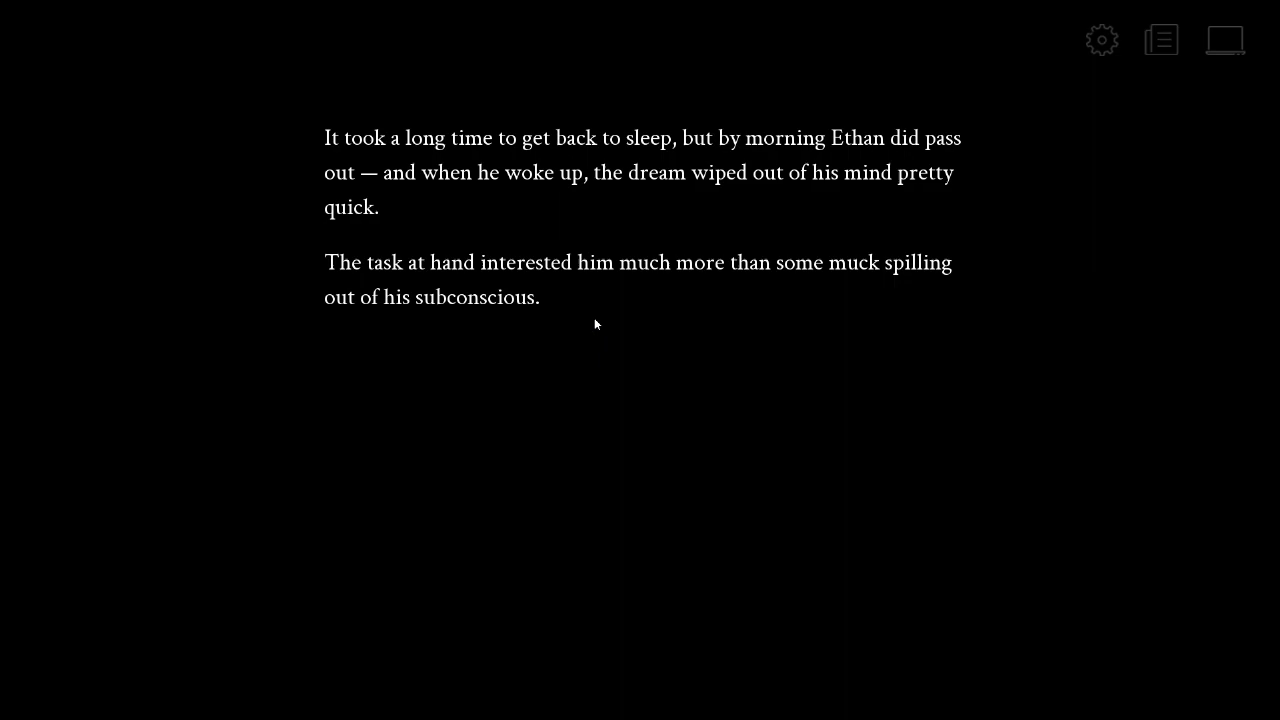 It took a long time to get back to sleep, but by morning Ethan did pass
out — and when he woke up, the dream wiped out of his mind pretty
quick.
The task at hand interested him much more than some muck spilling
out of his subconscious.